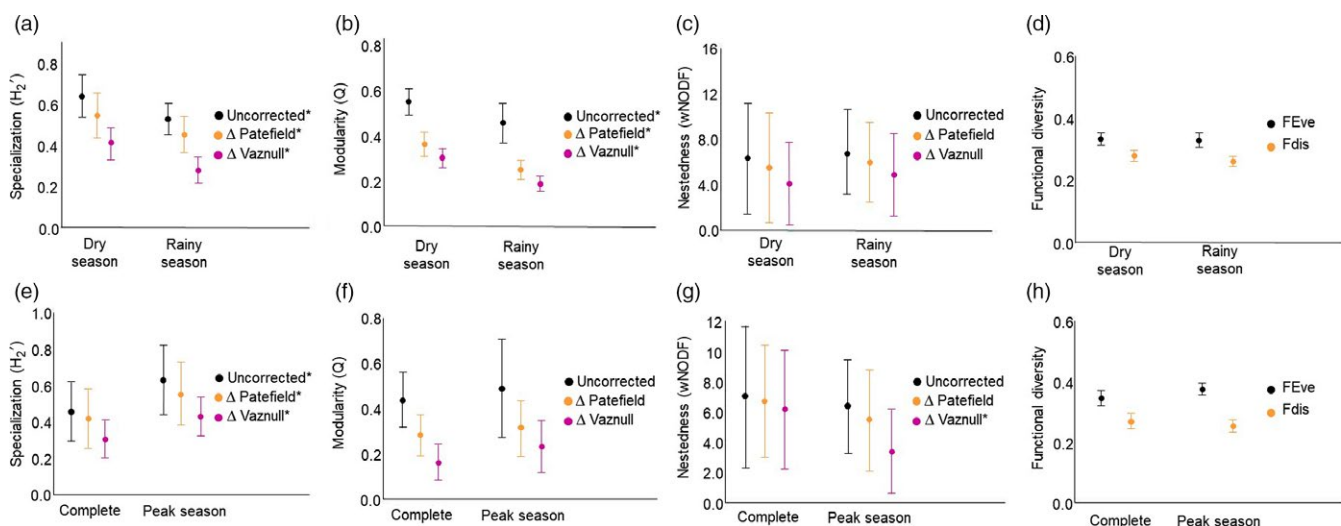 (a)
Specialization (H₂′)
0.8
0.6
0.4
0.2
0.0
Dry season
Rainy season
Uncorrected*
Δ Patefield*
Δ Vaznull*
(b)
Modularity (Q)
0.8
0.6
0.4
0.2
0.0
Dry season
Rainy season
Uncorrected*
Δ Patefield*
Δ Vaznull*
(c)
Nestedness (wNODF)
16
12
8.0
4.0
0.0
Dry season
Rainy season
Uncorrected
Δ Patefield
Δ Vaznull
(d)
Functional diversity
0.6
0.4
0.2
0.0
Dry season
Rainy season
FEve
Fdis
(e)
Specialization (H₂′)
1.0
0.8
0.6
0.4
0.2
0.0
Complete
Peak season
Uncorrected*
Δ Patefield*
Δ Vaznull*
(f)
Modularity (Q)
0.8
0.6
0.4
0.2
0.0
Complete
Peak season
Uncorrected
Δ Patefield
Δ Vaznull
(g)
Nestedness (wNODF)
12
10
8.0
6.0
4.0
2.0
0.0
Complete
Peak season
Uncorrected
Δ Patefield
Δ Vaznull*
(h)
Functional diversity
0.6
0.4
0.2
0.0
Complete
Peak season
FEve
Fdis